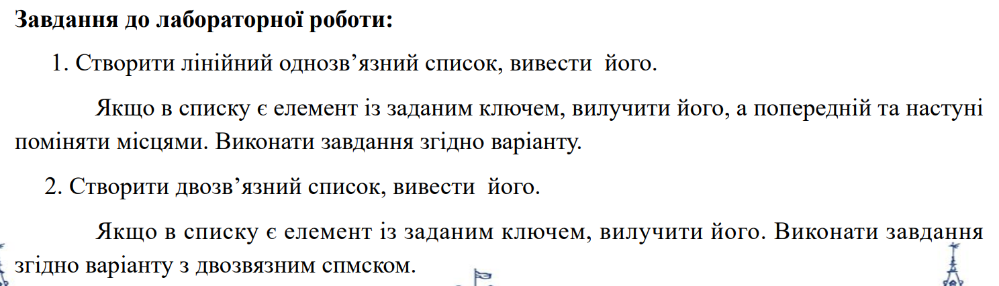 Завдання до лабораторної роботи:
1. Створити лінійний однозв’язний список, вивести його.
Якщо в списку є елемент із заданим ключем, вилучити його, а попередній та наступні
поміняти місцями. Виконати завдання згідно варіанту.
2. Створити двозв’язний список, вивести його.
Якщо в списку є елемент із заданим ключем, вилучити його. Виконати завдання
згідно варіанту з двозвязним спмском.